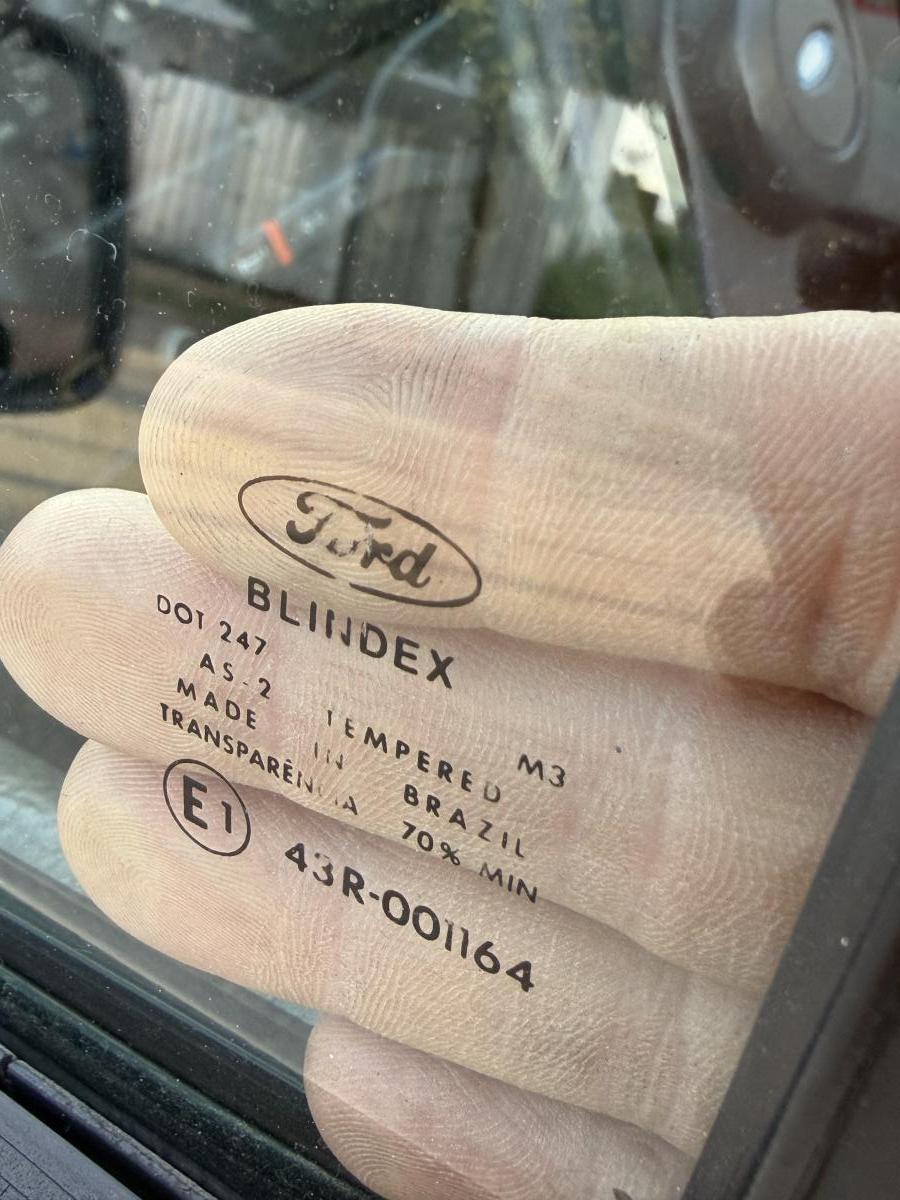 Ford
BLINDEX
DOT 247
AS-2 TEMPERED M3
MADE IN BRAZIL
TRANSPARÊNCIA 70% MIN
E1 43R-001164